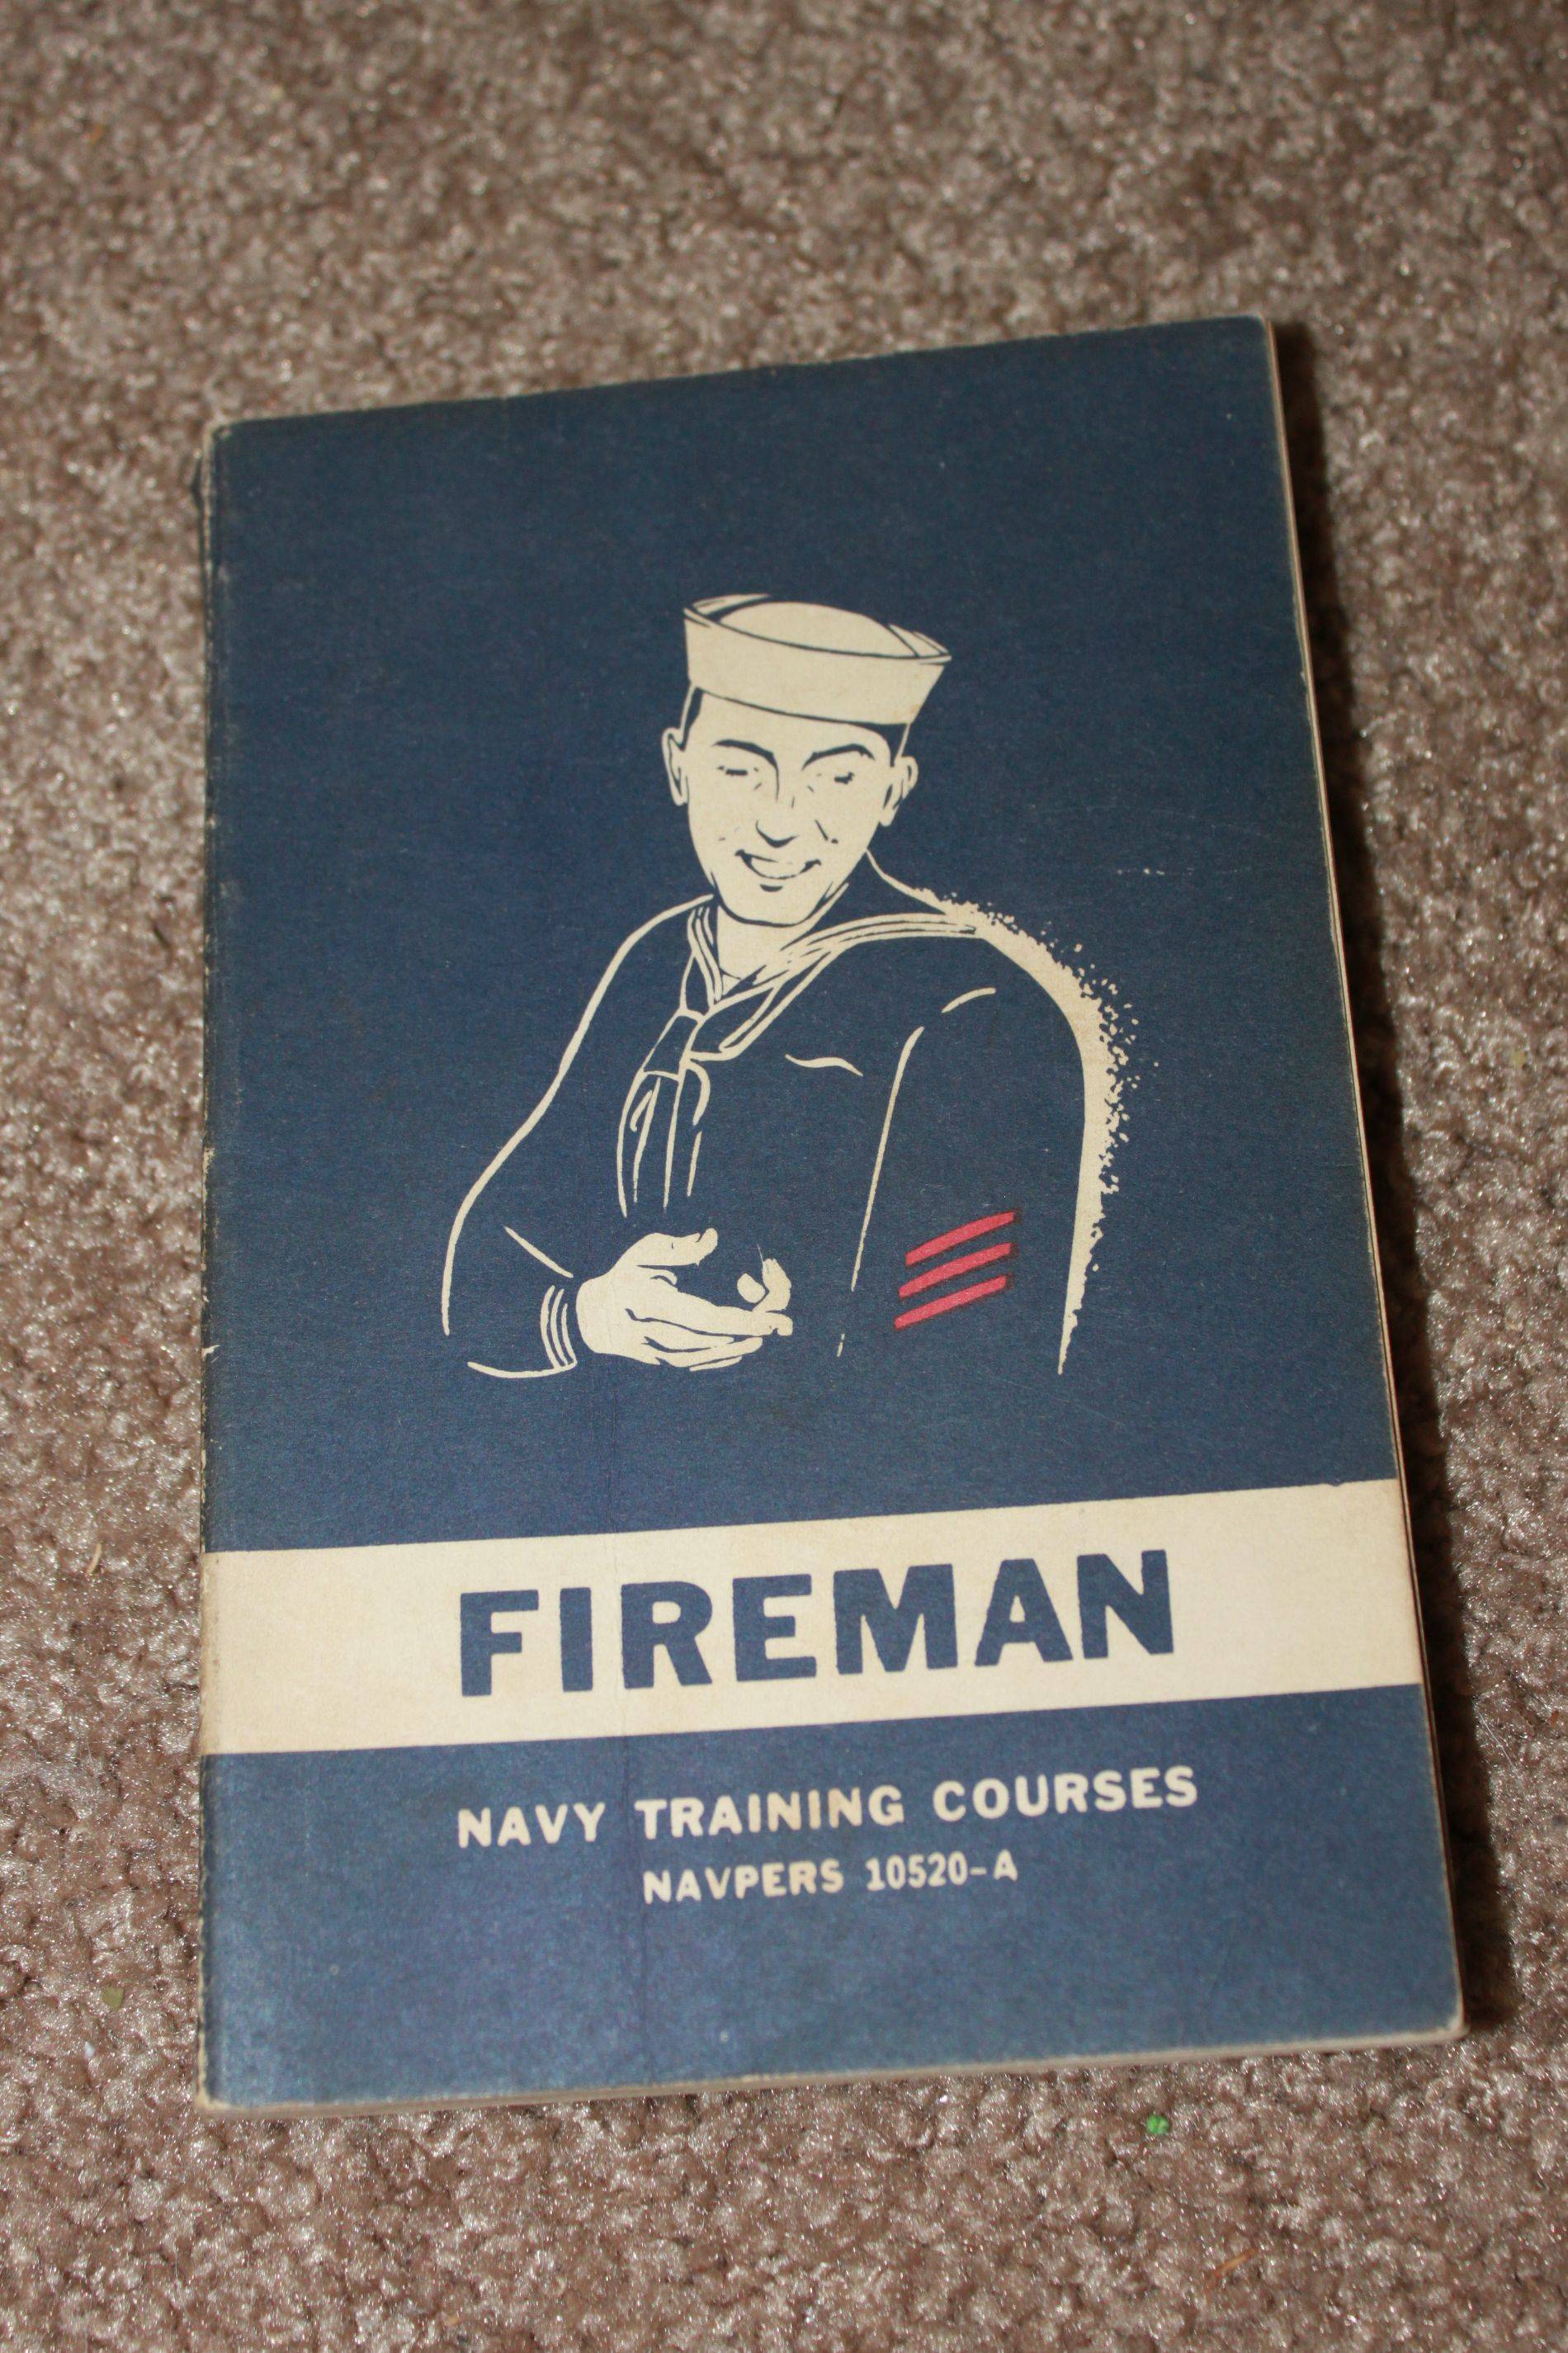 FIREMAN
NAVY TRAINING COURSES
NAVPERS 10520-A